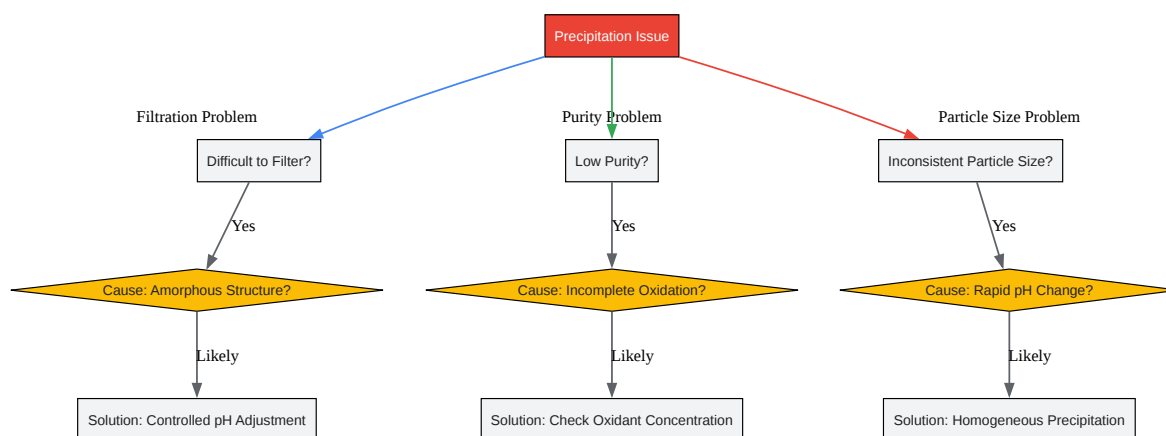 Precipitation Issue
Filtration Problem
Purity Problem
Particle Size Problem
Difficult to Filter?
Low Purity?
Inconsistent Particle Size?
Yes
Yes
Yes
Cause: Amorphous Structure?
Cause: Incomplete Oxidation?
Cause: Rapid pH Change?
Likely
Likely
Likely
Solution: Controlled pH Adjustment
Solution: Check Oxidant Concentration
Solution: Homogeneous Precipitation